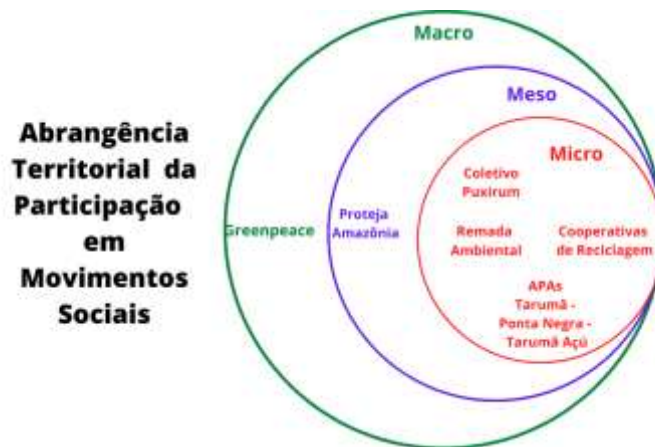 Abrangência
Territorial da
Participação
em
Movimentos
Sociais
Macro
Meso
Micro
Coletivo
Puxirum
Greenpeace
Proteja
Amazônia
Remada
Ambiental
Cooperativas
de Reciclagem
APAs
Tarumã -
Ponta Negra -
Tarumã Açú